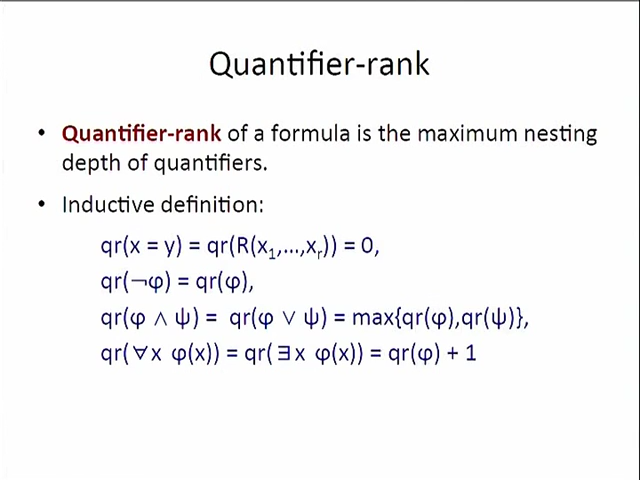 Quantifier-rank
• Quantifier-rank of a formula is the maximum nesting
depth of quantifiers.
• Inductive definition:
qr(x = y) = qr(R(x₁,...,xᵣ)) = 0,
qr(¬φ) = qr(φ),
qr(φ ∧ ψ) = qr(φ ∨ ψ) = max{qr(φ),qr(ψ)},
qr(∀x φ(x)) = qr(∃x φ(x)) = qr(φ) + 1